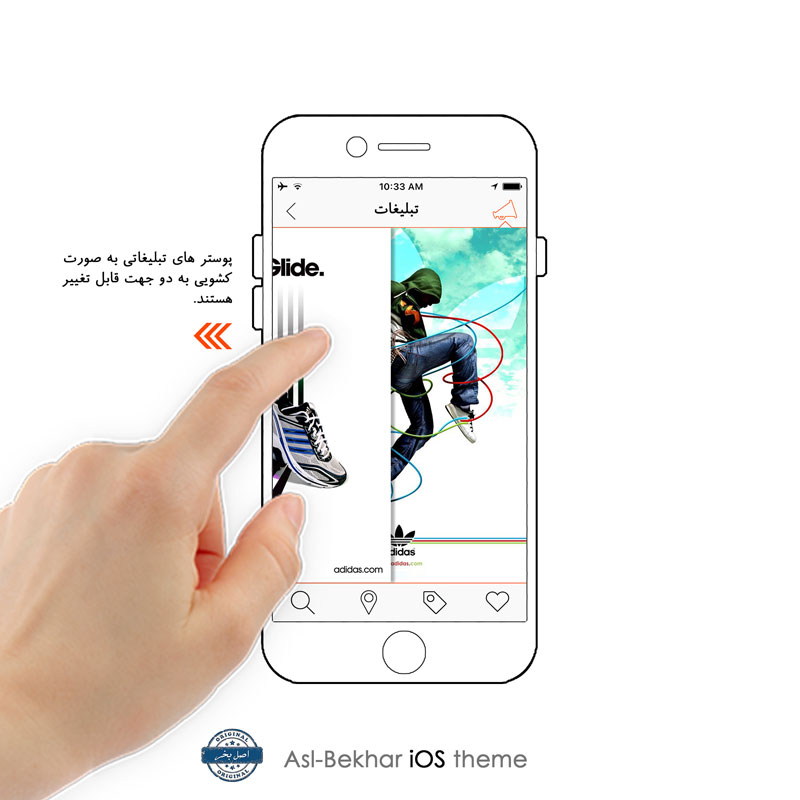 10:33 AM
تبلیغات
پوستر های تبلیغاتی به صورت
کشویی به دو جهت قابل تغییر
هستند.
Glide.
adidas.com
adidas
adidas.com
ORIGINAL
اصل بخر
ORIGINAL
Asl-Bekhar iOS theme